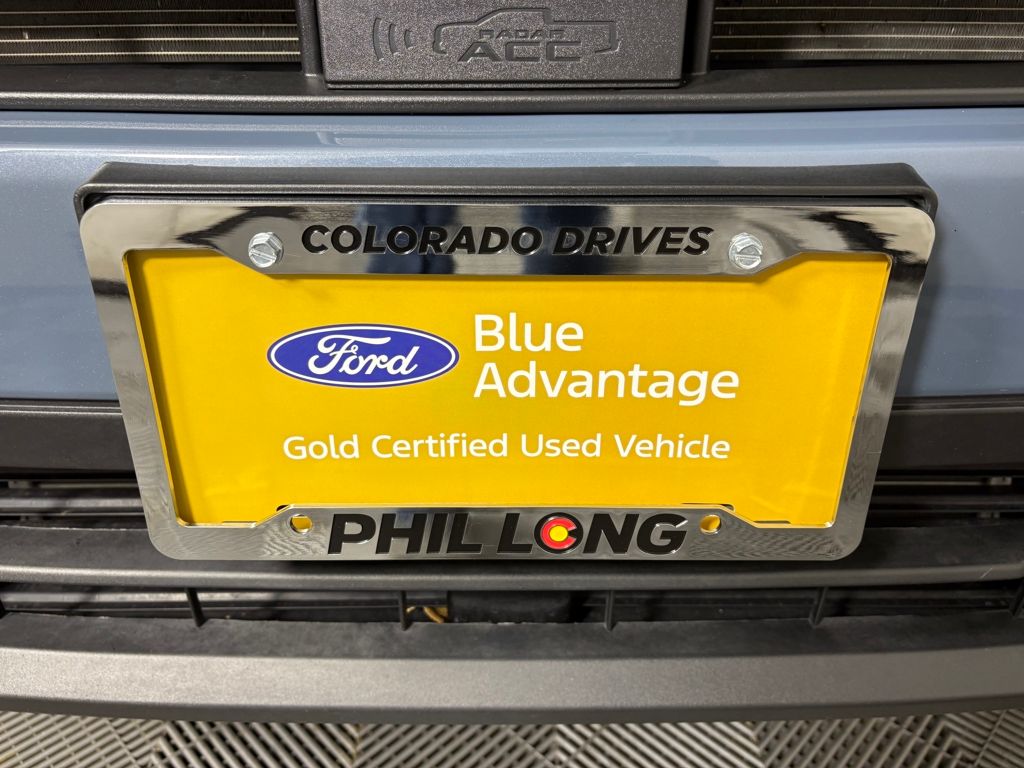 RADAR
ACC
COLORADO DRIVES
Ford
Blue
Advantage
Gold Certified Used Vehicle
PHIL LONG